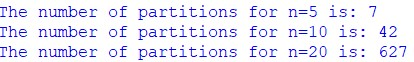 The number of partitions for n=5 is: 7
The number of partitions for n=10 is: 42
The number of partitions for n=20 is: 627